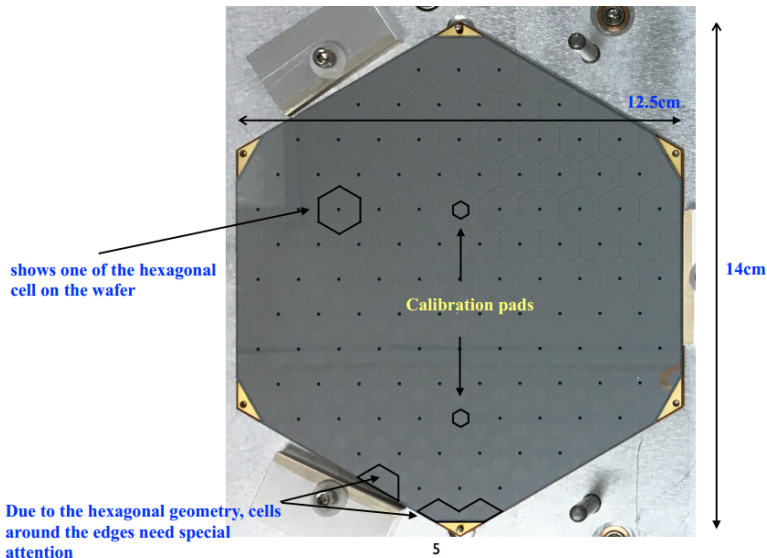 12.5cm
shows one of the hexagonal
cell on the wafer
14cm
Calibration pads
Due to the hexagonal geometry, cells
around the edges need special
attention
5